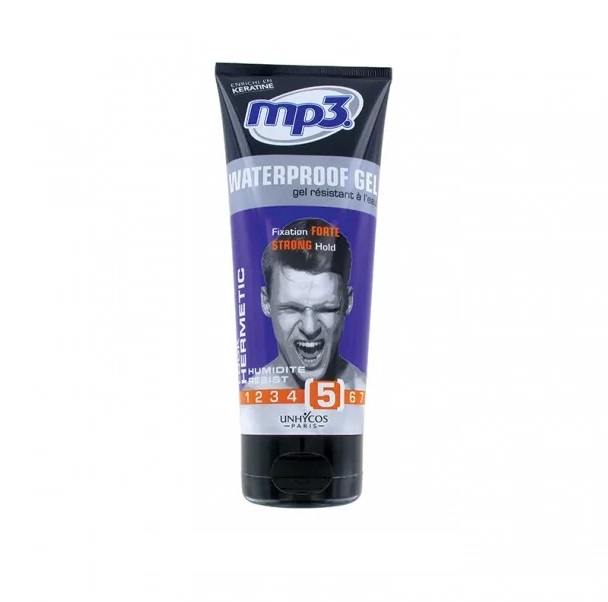 ENRICHI EN
KERATINE
mp3.
WATERPROOF GEL
gel résistant à l'eau
Fixation FORTE
STRONG Hold
HERMETIC
HUMIDITE
RESIST
1 2 3 4 [5] 6 7
UNHYCOS
PARIS